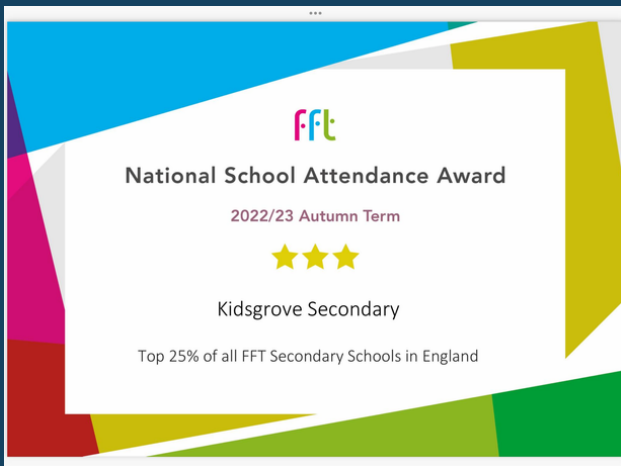 fft
National School Attendance Award
2022/23 Autumn Term
Kidsgrove Secondary
Top 25% of all FFT Secondary Schools in England